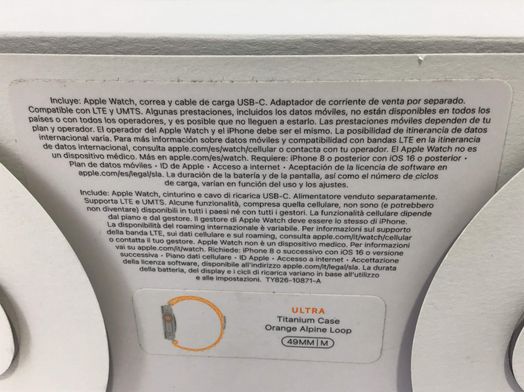 Incluye: Apple Watch, correa y cable de carga USB-C. Adaptador de corriente de venta por separado.
Compatible con LTE y UMTS. Algunas prestaciones, incluidos los datos móviles, no están disponibles en todos los
países o con todos los operadores, y es posible que no lleguen a estarlo. Las prestaciones móviles dependen de tu
plan y operador. El operador del Apple Watch y el iPhone debe ser el mismo. La posibilidad de itinerancia de datos
internacional varía. Para más información sobre datos móviles y compatibilidad con bandas LTE en la itinerancia
de datos internacional, consulta apple.com/es/watch/cellular o contacta con tu operador. El Apple Watch no es
un dispositivo médico. Más en apple.com/es/watch. Requiere: iPhone 8 o posterior con iOS 16 o posterior •
Plan de datos móviles • ID de Apple • Acceso a internet • Aceptación de la licencia de software en
apple.com/es/legal/sla. La duración de la batería y de la pantalla, así como el número de ciclos
de carga, varían en función del uso y los ajustes.
Include: Apple Watch, cinturino e cavo di ricarica USB-C. Alimentatore venduto separatamente.
Supporta LTE e UMTS. Alcune funzionalità, compresa quella cellulare, non sono (e potrebbero
non diventare) disponibili in tutti i paesi né con tutti i gestori. La funzionalità cellulare dipende
dal piano e dal gestore. Il gestore di Apple Watch deve essere lo stesso di iPhone.
La disponibilità del roaming internazionale è variabile. Per informazioni sul supporto
della banda LTE, sui dati cellulare e sul roaming, consulta apple.com/it/watch/cellular
o contatta il tuo gestore. Apple Watch non è un dispositivo medico. Per informazioni
vai su apple.com/it/watch. Richiede: iPhone 8 o successivo con iOS 16 o versione
successiva • Piano dati cellulare • ID Apple • Accesso a internet • Accettazione
della licenza software, disponibile all'indirizzo apple.com/it/legal/sla. La durata
della batteria, del display e i cicli di ricarica variano in base all'utilizzo
e alle impostazioni. TY826-10871-A
ULTRA
Titanium Case
Orange Alpine Loop
49MM | M